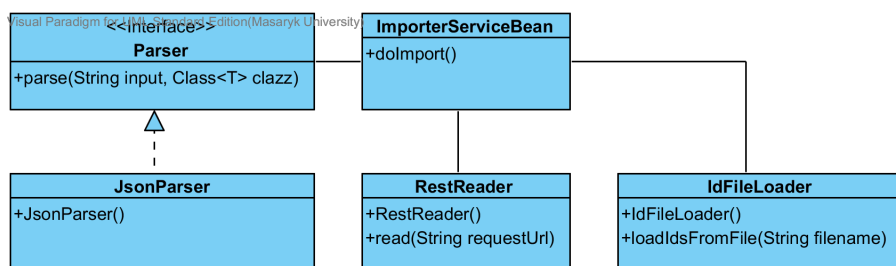 Visual Paradigm for UML Standard Edition(Masaryk University)
<<interface>>
Parser
+parse(String input, Class<T> clazz)
ImporterServiceBean
+doImport()
JsonParser
+JsonParser()
RestReader
+RestReader()
+read(String requestUrl)
IdFileLoader
+IdFileLoader()
+loadIdsFromFile(String filename)